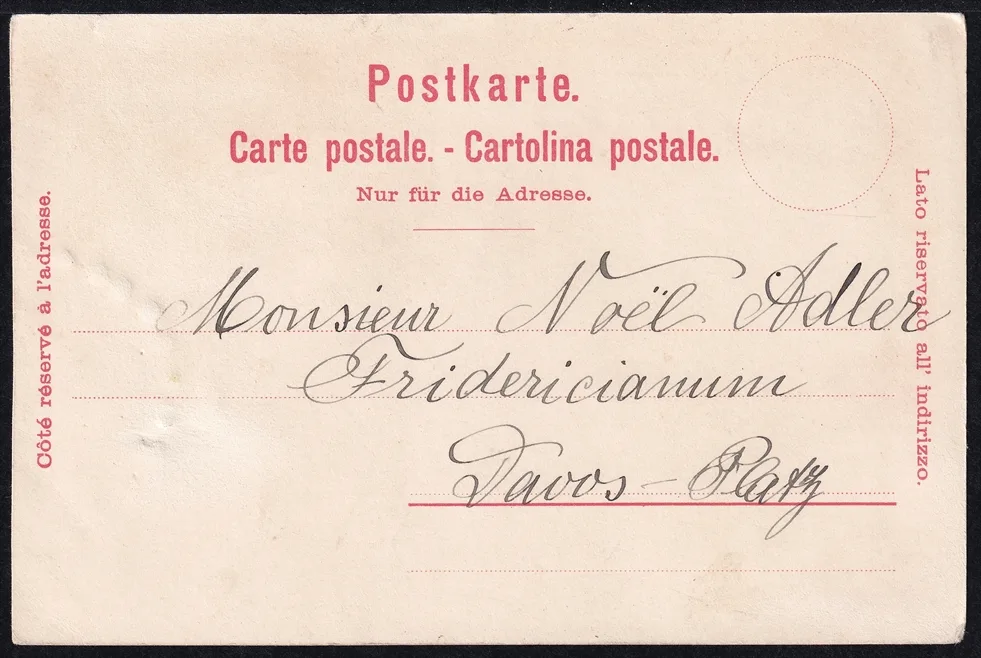 Postkarte.
Carte postale. - Cartolina postale.
Nur für die Adresse.
Côté réservé à l'adresse.
Lato riservato all' indirizzo.
Monsieur Noël Adler
Fridericianum
Davos - Platz